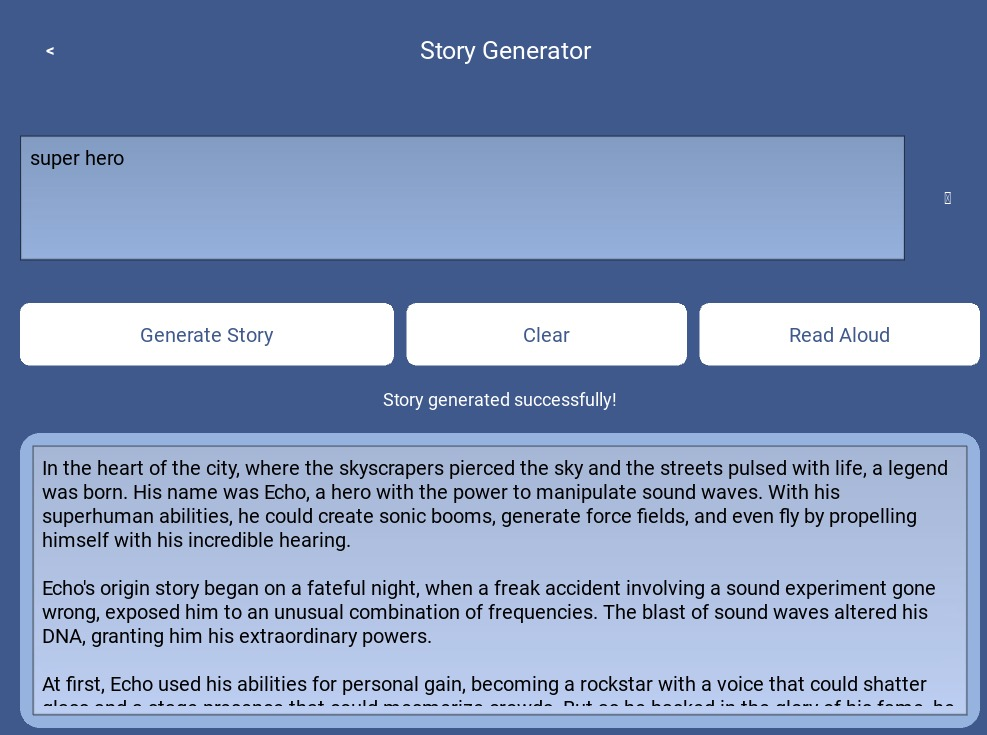 <
Story Generator
super hero
Generate Story
Clear
Read Aloud
Story generated successfully!
In the heart of the city, where the skyscrapers pierced the sky and the streets pulsed with life, a legend
was born. His name was Echo, a hero with the power to manipulate sound waves. With his
superhuman abilities, he could create sonic booms, generate force fields, and even fly by propelling
himself with his incredible hearing.
Echo's origin story began on a fateful night, when a freak accident involving a sound experiment gone
wrong, exposed him to an unusual combination of frequencies. The blast of sound waves altered his
DNA, granting him his extraordinary powers.
At first, Echo used his abilities for personal gain, becoming a rockstar with a voice that could shatter
glass and a stage presence that could mesmerize crowds. But as he basked in the glory of his fame, he